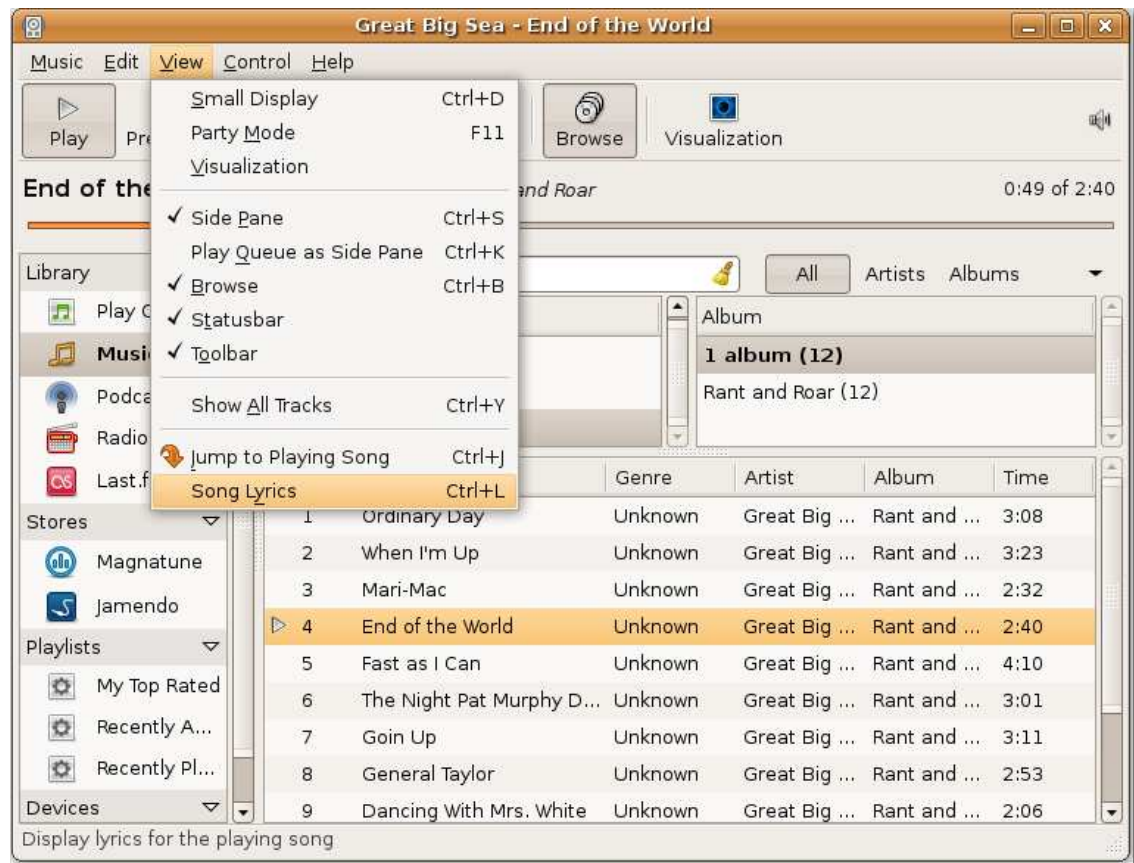 Great Big Sea - End of the World
Music Edit View Control Help
Play Pre Browse Visualization
Small Display Ctrl+D
Party Mode F11
Visualization
Side Pane Ctrl+S
Play Queue as Side Pane Ctrl+K
Browse Ctrl+B
Statusbar
Toolbar
Show All Tracks Ctrl+Y
Jump to Playing Song Ctrl+J
Song Lyrics Ctrl+L
End of the and Roar 0:49 of 2:40
Library All Artists Albums
Play
Music
Podca
Radio
Last.f
Album
1 album (12)
Rant and Roar (12)
Stores
Magnatune
Jamendo
Playlists
My Top Rated
Recently A...
Recently Pl...
Devices
Genre Artist Album Time
1 Ordinary Day Unknown Great Big ... Rant and ... 3:08
2 When I'm Up Unknown Great Big ... Rant and ... 3:23
3 Mari-Mac Unknown Great Big ... Rant and ... 2:32
4 End of the World Unknown Great Big ... Rant and ... 2:40
5 Fast as I Can Unknown Great Big ... Rant and ... 4:10
6 The Night Pat Murphy D... Unknown Great Big ... Rant and ... 3:01
7 Goin Up Unknown Great Big ... Rant and ... 3:11
8 General Taylor Unknown Great Big ... Rant and ... 2:53
9 Dancing With Mrs. White Unknown Great Big ... Rant and ... 2:06
Display lyrics for the playing song